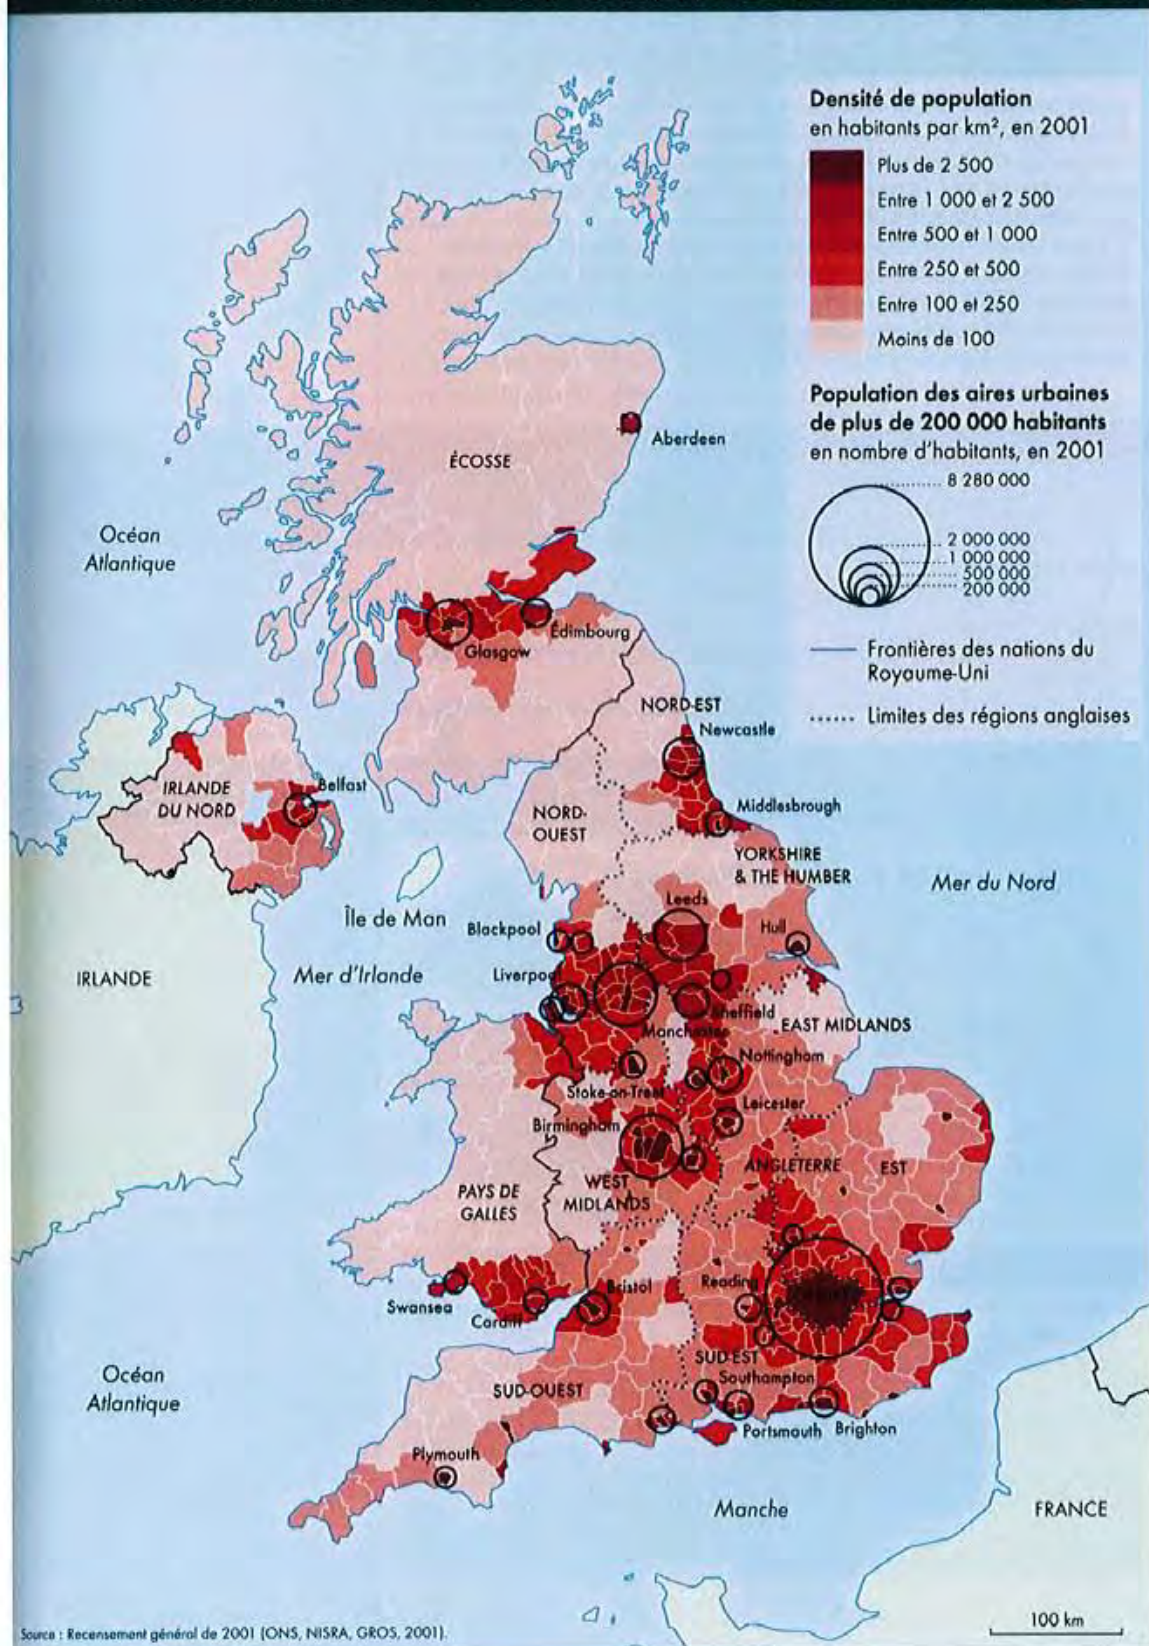 Densité de population
en habitants par km², en 2001
Plus de 2 500
Entre 1 000 et 2 500
Entre 500 et 1 000
Entre 250 et 500
Entre 100 et 250
Moins de 100
Population des aires urbaines
de plus de 200 000 habitants
en nombre d'habitants, en 2001
8 280 000
2 000 000
1 000 000
500 000
200 000
Frontières des nations du
Royaume-Uni
Limites des régions anglaises
Aberdeen
ÉCOSSE
Océan
Atlantique
Édimbourg
Glasgow
NORD-EST
Newcastle
IRLANDE
DU NORD
Belfast
NORD-
OUEST
Middlesbrough
YORKSHIRE
& THE HUMBER
Mer du Nord
Leeds
Île de Man
Blackpool
Hull
IRLANDE
Mer d'Irlande
Liverpool
Sheffield
Manchester
EAST MIDLANDS
Nottingham
Stoke-on-Trent
Leicester
Birmingham
ANGLETERRE
EST
WEST
MIDLANDS
PAYS DE
GALLES
Reading
Bristol
Swansea
Cardiff
SUD-EST
Southampton
Océan
Atlantique
SUD-OUEST
Portsmouth
Brighton
Plymouth
Manche
FRANCE
100 km
Source : Recensement général de 2001 (ONS, NISRA, GROS, 2001).